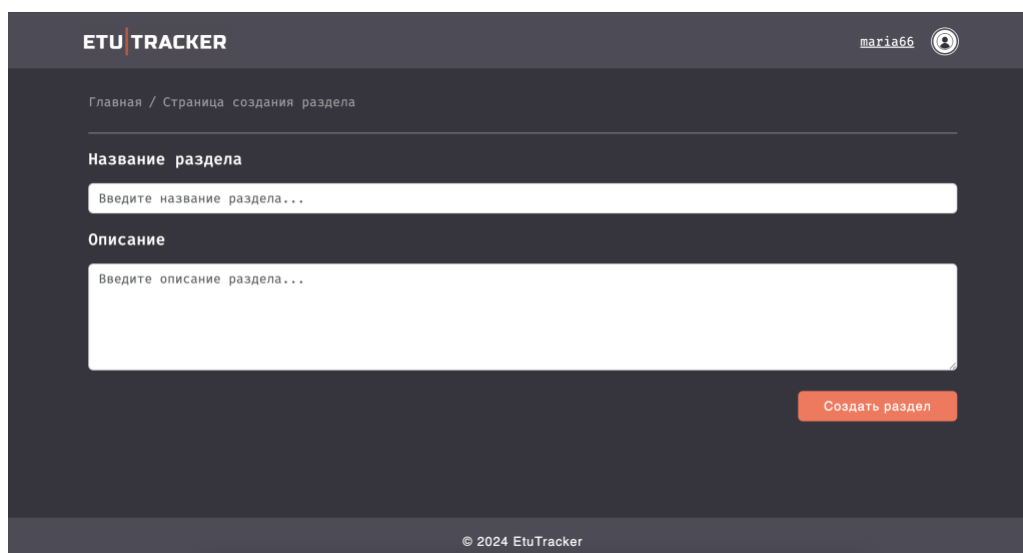 ETU TRACKER
maria66
Главная / Страница создания раздела
Название раздела
Введите название раздела...
Описание
Введите описание раздела...
Создать раздел
© 2024 EtuTracker